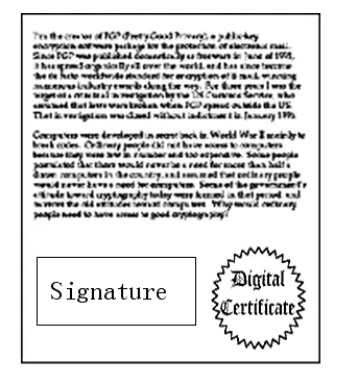 I'm the creator of PGP (Pretty Good Privacy), a public-key
encryption software package for the protection of electronic mail.
Since PGP was published domestically as freeware in June of 1991,
it has spread organically all over the world, and has since become
the de facto worldwide standard for encryption of E-mail, winning
numerous industry awards along the way. For three years I was the
target of a criminal investigation by the US Customs Service, who
assumed that laws were broken when PGP spread outside the US.
That investigation was closed without indictment in January 1996.
Computers were developed in secret back in World War II mainly to
break codes. Ordinary people did not have access to computers,
because they were few in number and too expensive. Some people
postulated that there would never be a need for more than half a
dozen computers in the country, and assumed that ordinary people
would never have a need for computers. Some of the government's
attitude toward cryptography today were formed in that period, and
mirrors the old attitudes toward computers. Why would ordinary
people need to have access to good cryptography?
Signature
Digital
Certificate